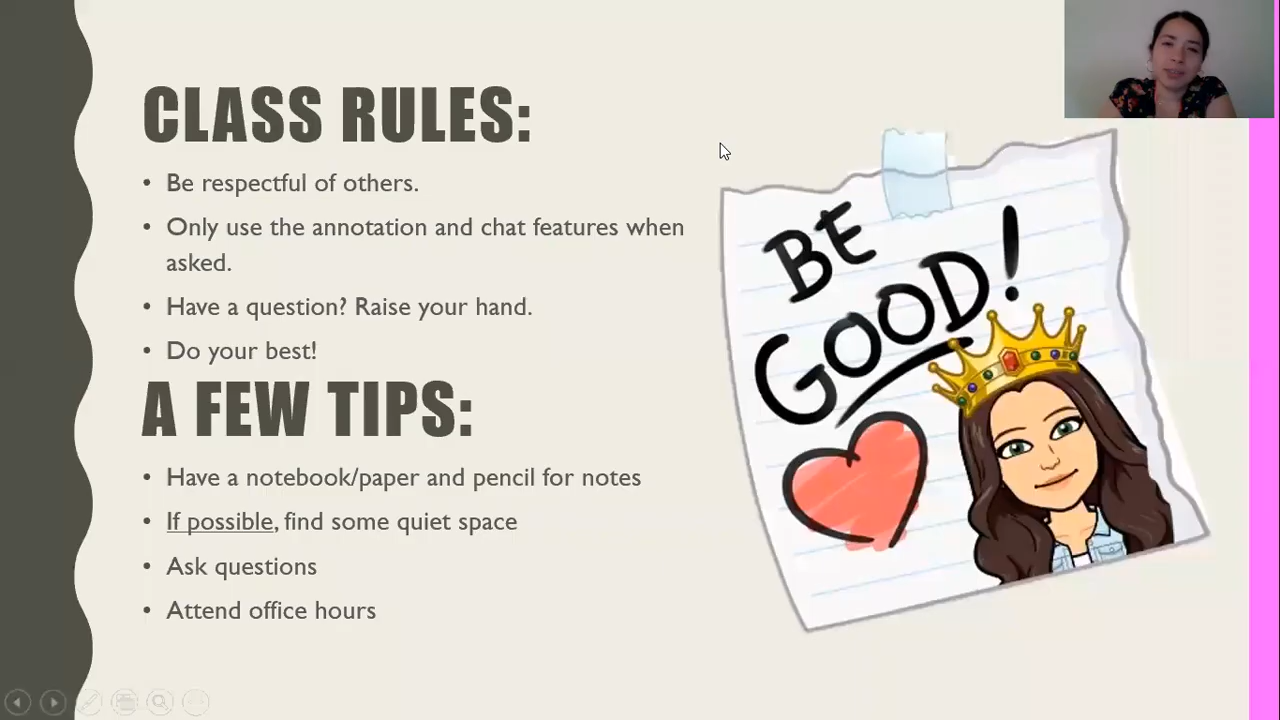 CLASS RULES:
• Be respectful of others.
• Only use the annotation and chat features when
asked.
• Have a question? Raise your hand.
• Do your best!
A FEW TIPS:
• Have a notebook/paper and pencil for notes
• If possible, find some quiet space
• Ask questions
• Attend office hours
BE
GOOD!